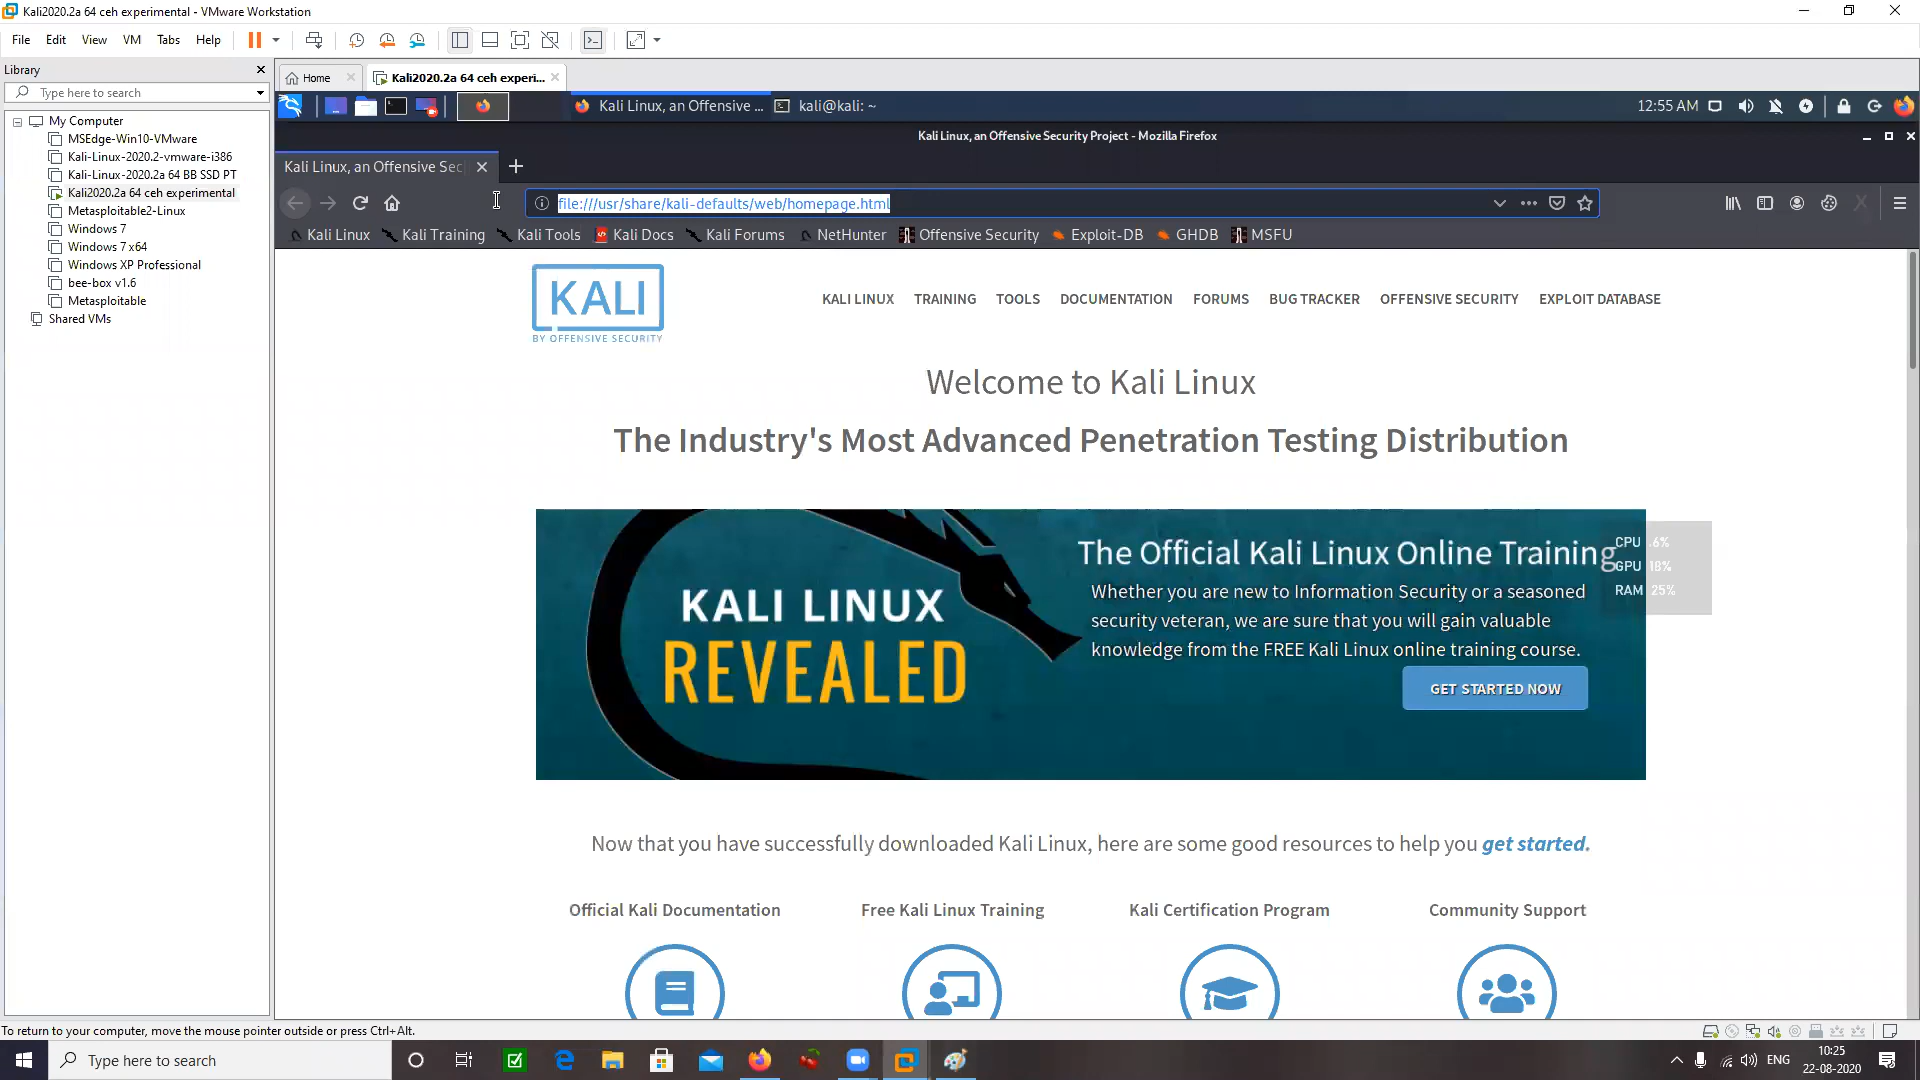 Kali2020.2a 64 ceh experimental - VMware Workstation
File Edit View VM Tabs Help
Library
Type here to search
My Computer
MSEdge-Win10-VMware
Kali-Linux-2020.2-vmware-i386
Kali-Linux-2020.2a 64 BB SSD PT
Kali2020.2a 64 ceh experimental
Metasploitable2-Linux
Windows 7
Windows 7 x64
Windows XP Professional
bee-box v1.6
Metasploitable
Shared VMs
Home Kali2020.2a 64 ceh experi...
Kali Linux, an Offensive ... kali@kali: ~ 12:55 AM
Kali Linux, an Offensive Security Project - Mozilla Firefox
Kali Linux, an Offensive Sec
file:///usr/share/kali-defaults/web/homepage.html
Kali Linux Kali Training Kali Tools Kali Docs Kali Forums NetHunter Offensive Security Exploit-DB GHDB MSFU
KALI
BY OFFENSIVE SECURITY
KALI LINUX TRAINING TOOLS DOCUMENTATION FORUMS BUG TRACKER OFFENSIVE SECURITY EXPLOIT DATABASE
Welcome to Kali Linux
The Industry's Most Advanced Penetration Testing Distribution
KALI LINUX
REVEALED
The Official Kali Linux Online Training
Whether you are new to Information Security or a seasoned
security veteran, we are sure that you will gain valuable
knowledge from the FREE Kali Linux online training course.
GET STARTED NOW
CPU 6%
GPU 18%
RAM 25%
Now that you have successfully downloaded Kali Linux, here are some good resources to help you get started.
Official Kali Documentation Free Kali Linux Training Kali Certification Program Community Support
To return to your computer, move the mouse pointer outside or press Ctrl+Alt.
Type here to search
ENG
10:25
22-08-2020